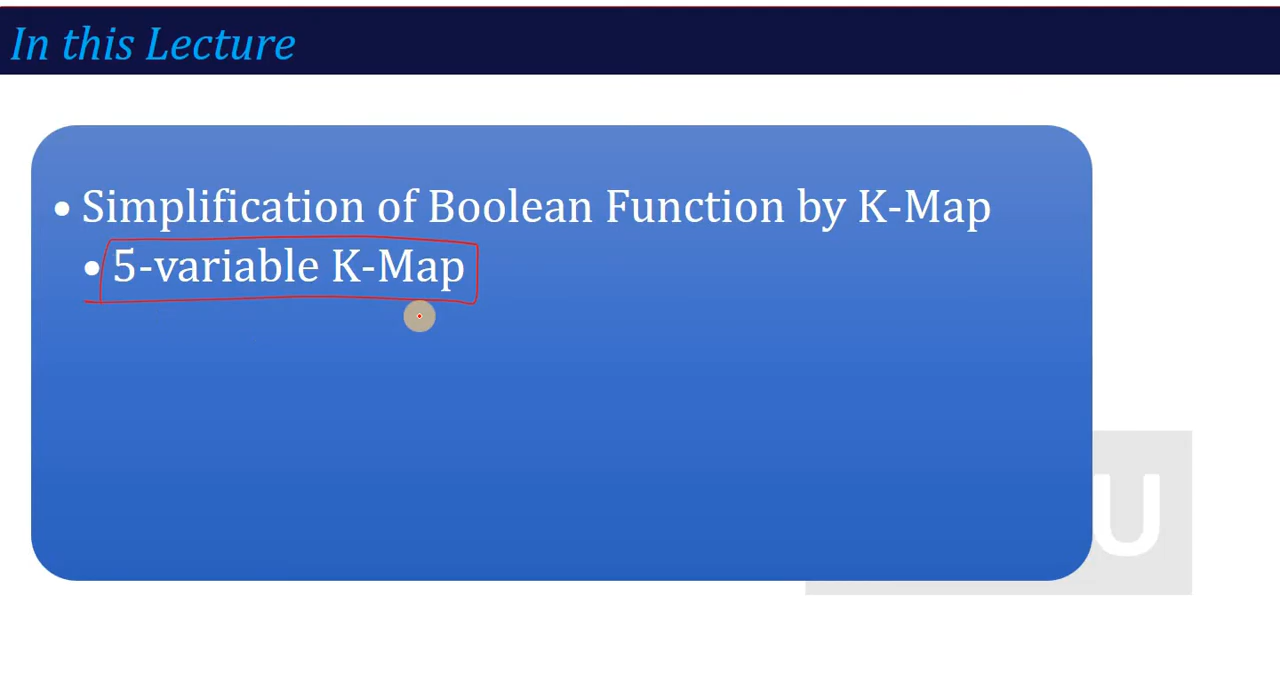 In this Lecture
• Simplification of Boolean Function by K-Map
• 5-variable K-Map
U